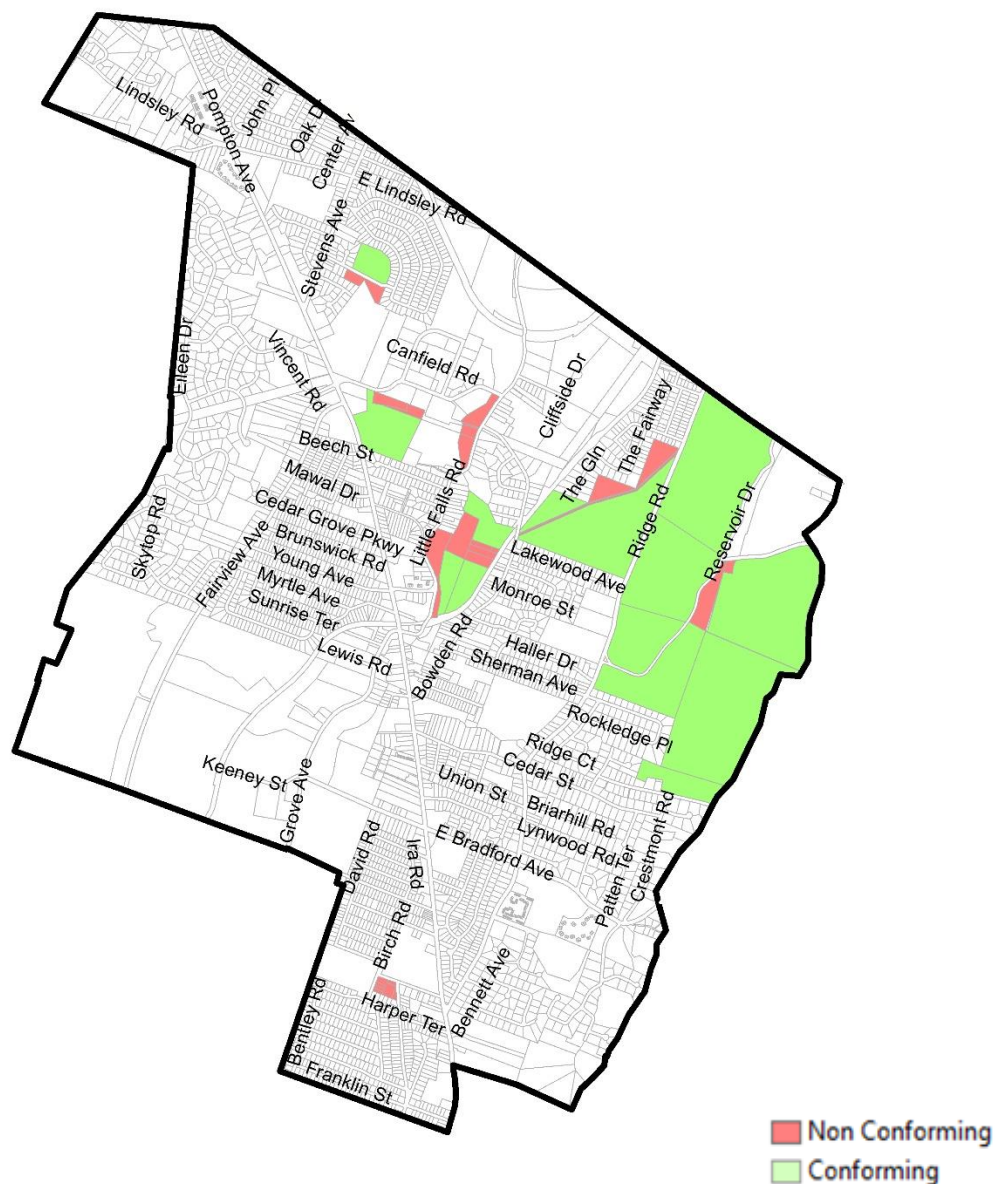 Lindsley Rd
Pompton Ave
John Pl
Oak Dr
Center Av
E Lindsley Rd
Stevens Ave
Eileen Dr
Vincent Rd
Canfield Rd
Cliffside Dr
The Fairway
The Gln
Beech St
Mawal Dr
Cedar Grove Pkwy
Little Falls Rd
Ridge Rd
Reservoir Dr
Skytop Rd
Fairview Ave
Brunswick Rd
Young Ave
Myrtle Ave
Sunrise Ter
Lewis Rd
Lakewood Ave
Monroe St
Bowden Rd
Haller Dr
Sherman Ave
Rockledge Pl
Ridge Ct
Cedar St
Keeney St
Grove Ave
Union St
Briarhill Rd
Lynwood Rd
E Bradford Ave
Patten Ter
Crestmont Rd
David Rd
Ira Rd
Birch Rd
Bennett Ave
Harper Ter
Bentley Rd
Franklin St
Non Conforming
Conforming